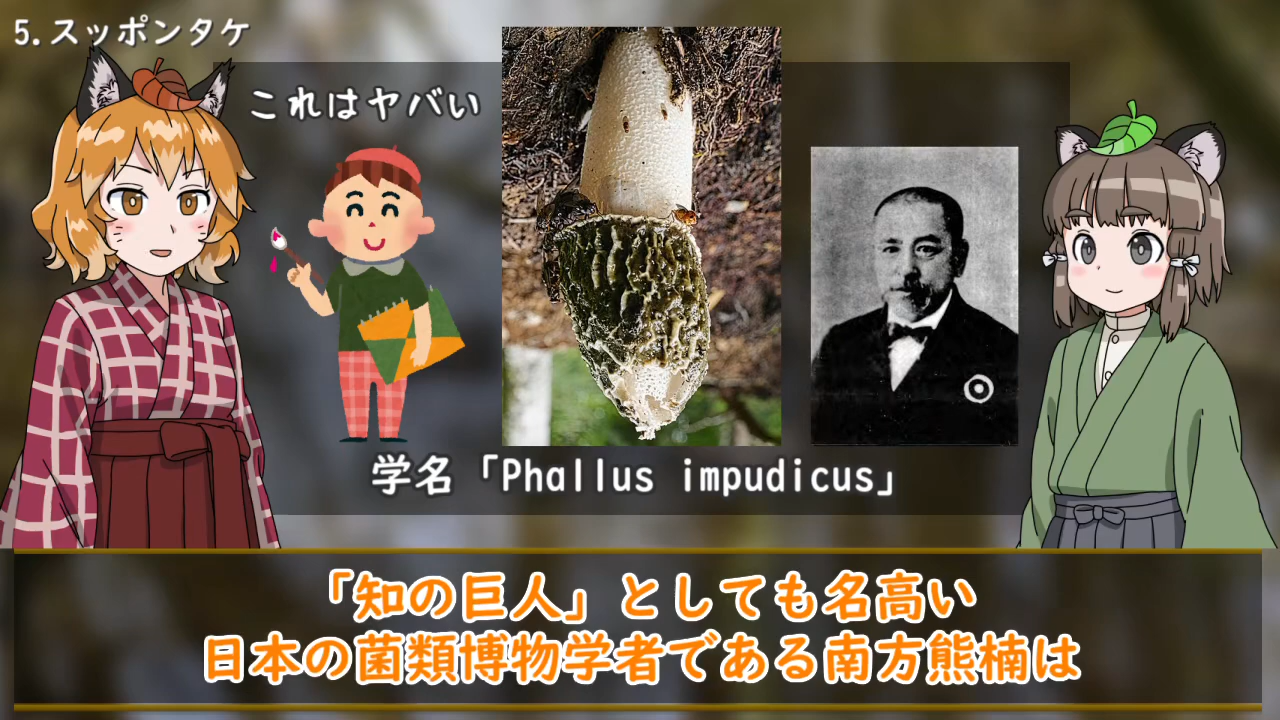 5.スッポンタケ
これはヤバい
学名「Phallus impudicus」
「知の巨人」としても名高い
日本の菌類博物学者である南方熊楠は